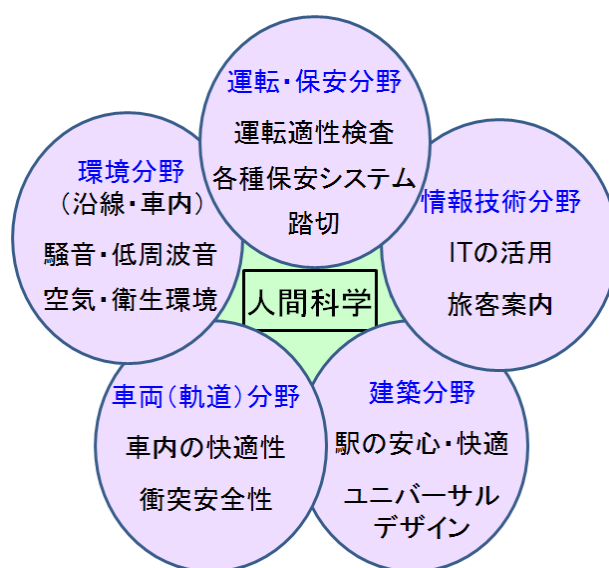 運転・保安分野
運転適性検査
各種保安システム
踏切
環境分野
(沿線・車内)
騒音・低周波音
空気・衛生環境
情報技術分野
ITの活用
旅客案内
人間科学
車両(軌道)分野
車内の快適性
衝突安全性
建築分野
駅の安心・快適
ユニバーサル
デザイン